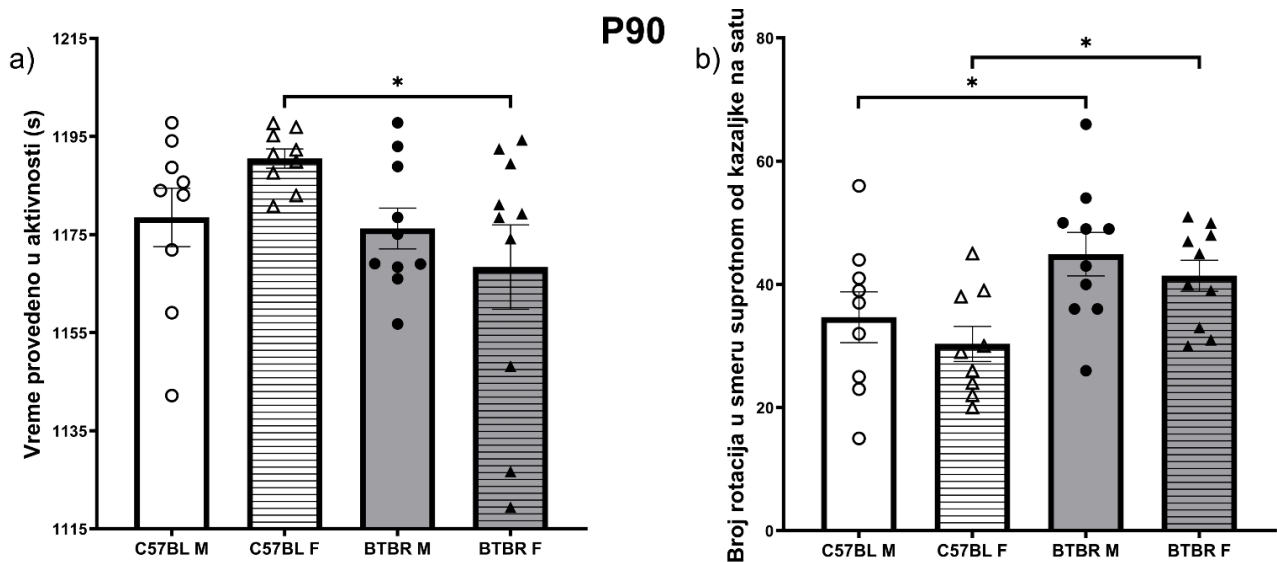 P90
a)
Vreme provedeno u aktivnosti (s)
1215
1195
1175
1155
1135
1115
*
C57BL M
C57BL F
BTBR M
BTBR F
b)
Broj rotacija u smeru suprotnom od kazaljke na satu
80
60
40
20
0
*
*
C57BL M
C57BL F
BTBR M
BTBR F